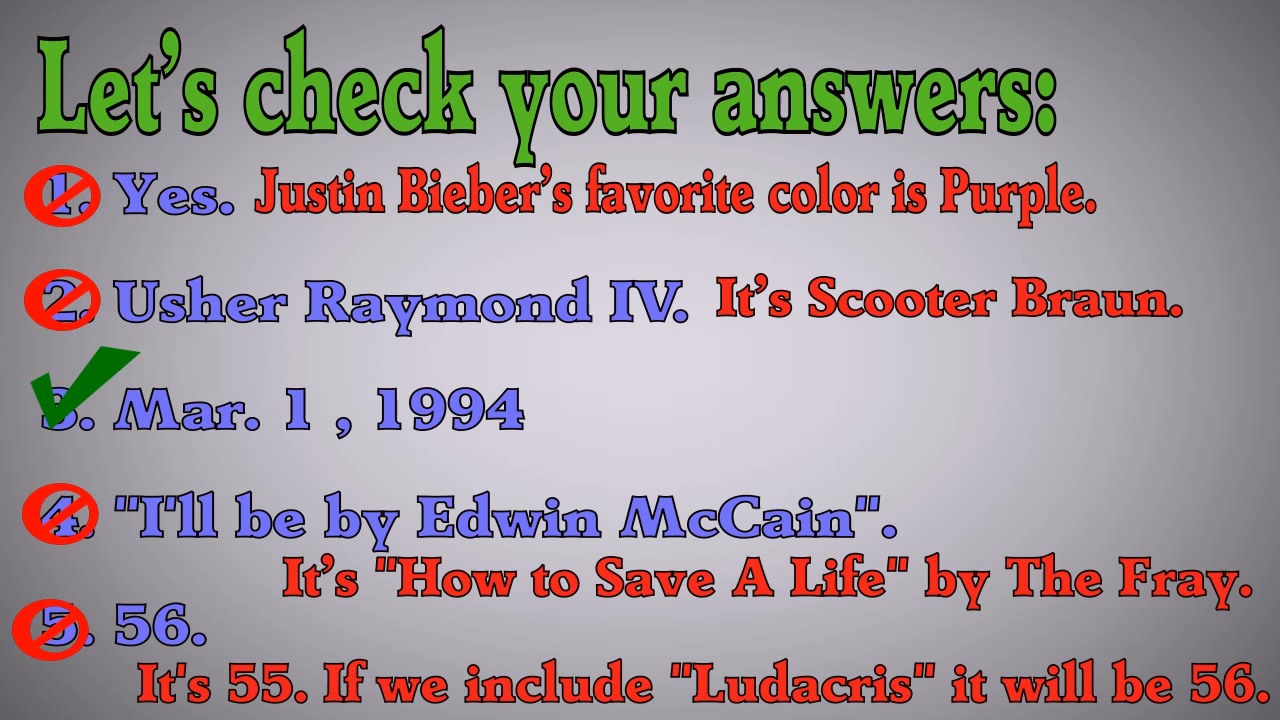 Let's check your answers:
1. Yes. Justin Bieber's favorite color is Purple.
2. Usher Raymond IV. It's Scooter Braun.
3. Mar. 1 , 1994
4. "I'll be by Edwin McCain".
It's "How to Save A Life" by The Fray.
5. 56.
It's 55. If we include "Ludacris" it will be 56.